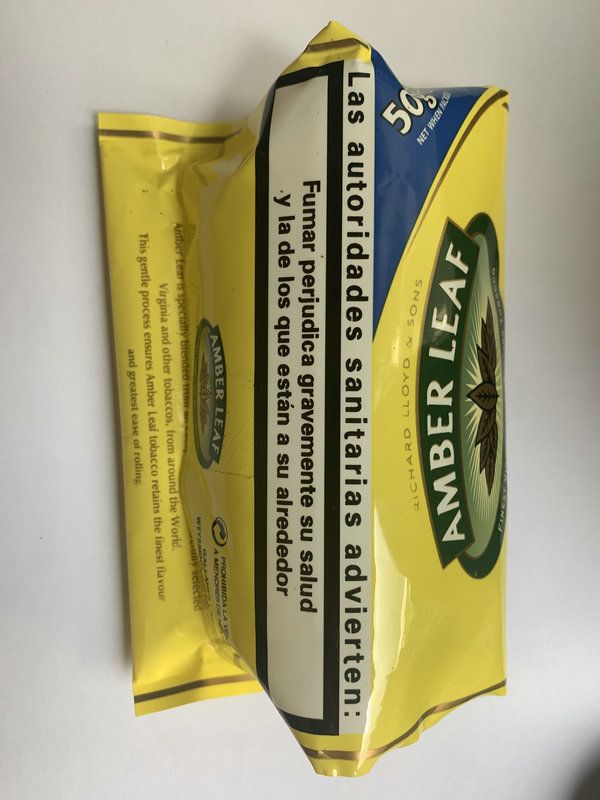 50g
NET WHEN PACKED
RICHARD LLOYD & SONS
AMBER LEAF
Las autoridades sanitarias advierten:
Fumar perjudica gravemente su salud
y la de los que están a su alrededor
AMBER LEAF
PROHIBIDA LA
A MENORES DE
Amber Leaf is specially blended from
selected
Virginia and other tobaccos, from around the World.
This gentle process ensures Amber Leaf tobacco retains the finest flavour
and greatest ease of rolling